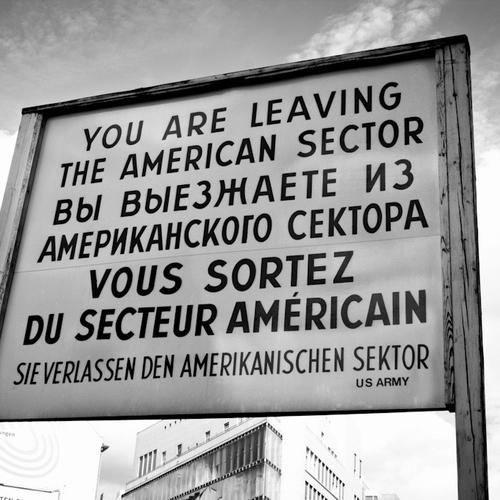 YOU ARE LEAVING
THE AMERICAN SECTOR
ВЫ ВЫЕЗЖАЕТЕ ИЗ
АМЕРИКАНСКОГО СЕКТОРА
VOUS SORTEZ
DU SECTEUR AMÉRICAIN
SIE VERLASSEN DEN AMERIKANISCHEN SEKTOR
US ARMY